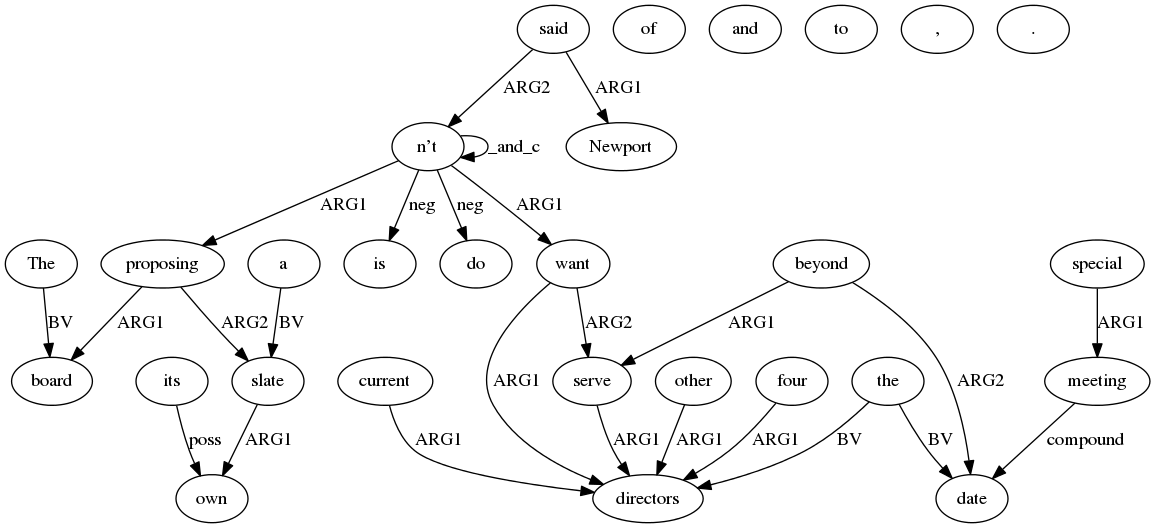 said of and to , .
ARG2 ARG1
n't _and_c Newport
ARG1 neg neg ARG1
The proposing a is do want beyond special
BV ARG1 ARG2 BV ARG2 ARG1 ARG1
board its slate current ARG1 serve other four the ARG2 meeting
poss ARG1 ARG1 ARG1 ARG1 ARG1 BV BV compound
own directors date